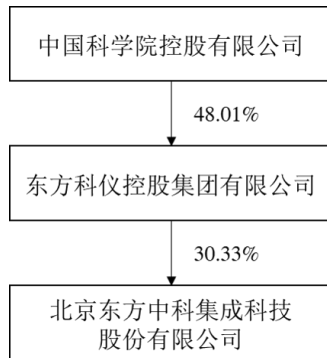 中国科学院控股有限公司
48.01%
东方科仪控股集团有限公司
30.33%
北京东方中科集成科技
股份有限公司